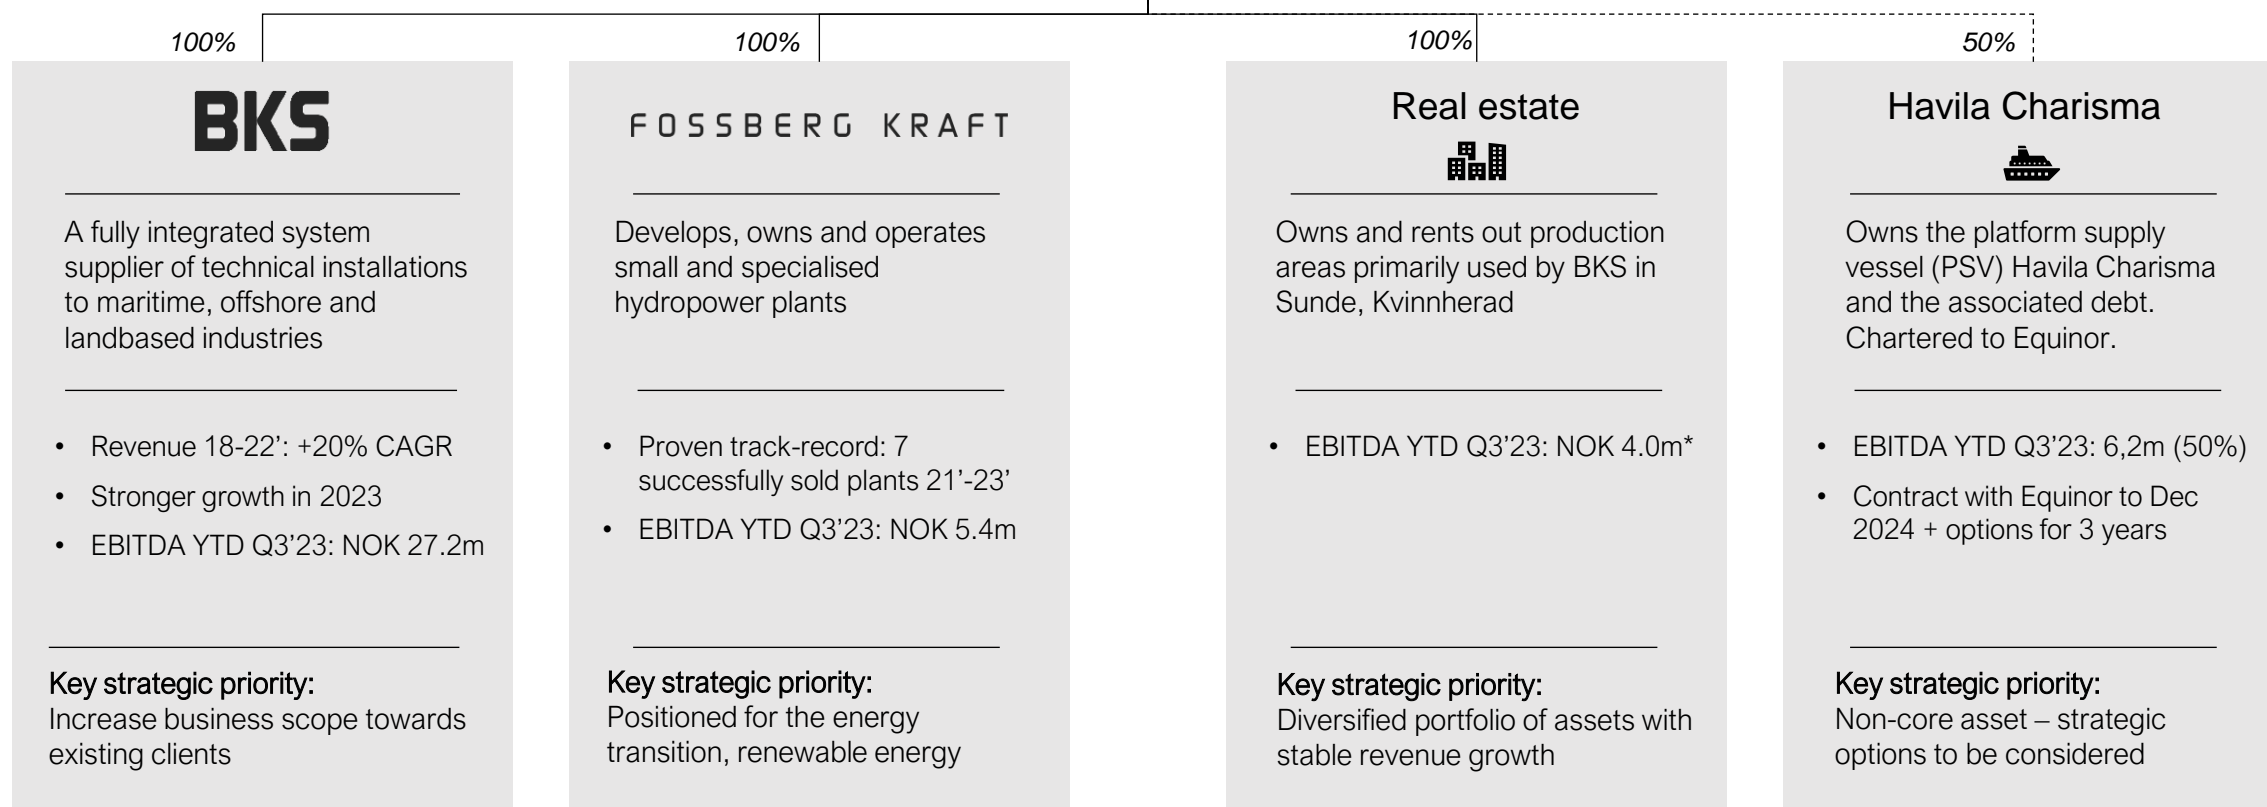 100%
BKS
A fully integrated system
supplier of technical installations
to maritime, offshore and
landbased industries
• Revenue 18-22’: +20% CAGR
• Stronger growth in 2023
• EBITDA YTD Q3’23: NOK 27.2m
Key strategic priority:
Increase business scope towards
existing clients
100%
FOSSBERG KRAFT
Develops, owns and operates
small and specialised
hydropower plants
• Proven track-record: 7
successfully sold plants 21’-23’
• EBITDA YTD Q3’23: NOK 5.4m
Key strategic priority:
Positioned for the energy
transition, renewable energy
100%
Real estate
Owns and rents out production
areas primarily used by BKS in
Sunde, Kvinnherad
• EBITDA YTD Q3’23: NOK 4.0m*
Key strategic priority:
Diversified portfolio of assets with
stable revenue growth
50%
Havila Charisma
Owns the platform supply
vessel (PSV) Havila Charisma
and the associated debt.
Chartered to Equinor.
• EBITDA YTD Q3’23: 6,2m (50%)
• Contract with Equinor to Dec
2024 + options for 3 years
Key strategic priority:
Non-core asset – strategic
options to be considered